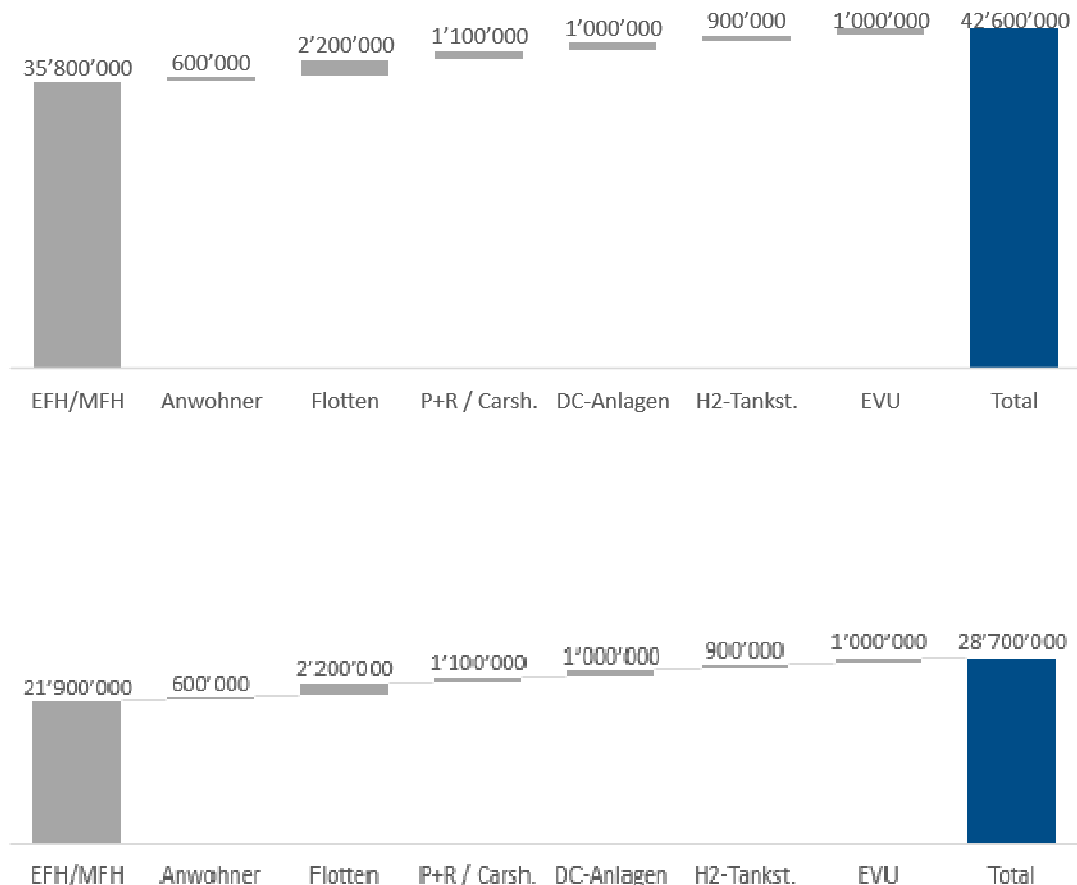 1’000’000 42’600’000
900’000
1’100’000 1’000’000
2’200’000
35’800’000 600’000
EFH/MFH Anwohner Flotten P+R / Carsh. DC-Anlagen H2-Tankst. EVU Total
1’000’000 28’700’000
1’100’000 1’000’000 900’000
2’200’000
21’900’000 600’000
EFH/MFH Anwohner Flotten P+R / Carsh. DC-Anlagen H2-Tankst. EVU Total